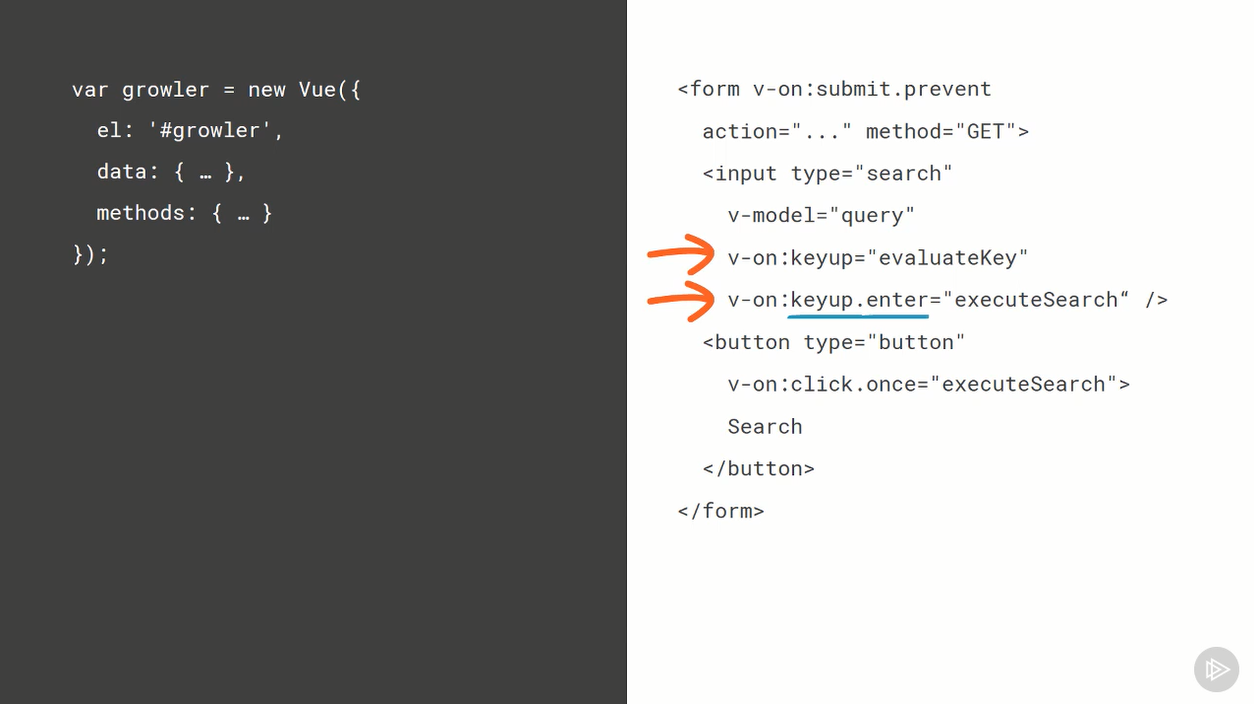 var growler = new Vue({
  el: '#growler',
  data: { … },
  methods: { … }
});
<form v-on:submit.prevent
  action="..." method="GET">
  <input type="search"
    v-model="query"
    v-on:keyup="evaluateKey"
    v-on:keyup.enter="executeSearch“ />
  <button type="button"
    v-on:click.once="executeSearch">
    Search
  </button>
</form>